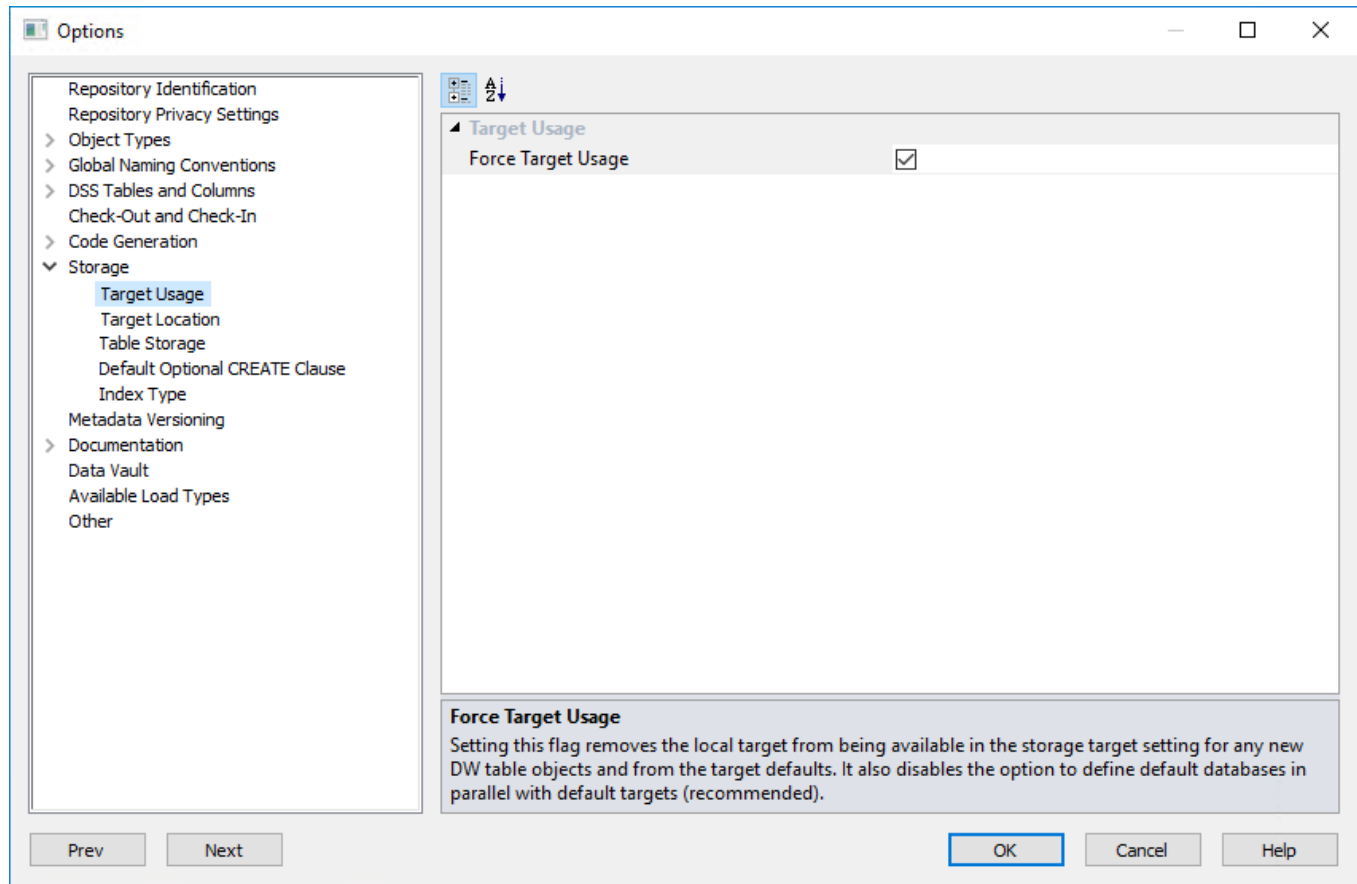 Options
Repository Identification
Repository Privacy Settings
Object Types
Global Naming Conventions
DSS Tables and Columns
Check-Out and Check-In
Code Generation
Storage
Target Usage
Target Location
Table Storage
Default Optional CREATE Clause
Index Type
Metadata Versioning
Documentation
Data Vault
Available Load Types
Other
A
Z
Target Usage
Force Target Usage
Force Target Usage
Setting this flag removes the local target from being available in the storage target setting for any new
DW table objects and from the target defaults. It also disables the option to define default databases in
parallel with default targets (recommended).
Prev
Next
OK
Cancel
Help